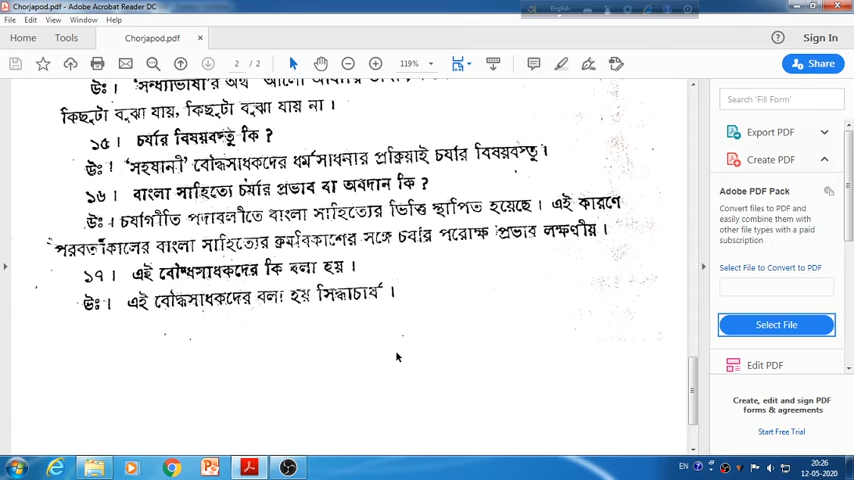 Chorjapod.pdf - Adobe Acrobat Reader DC
English
File Edit View Window Help
Home Tools Chorjapod.pdf × Sign In
2 / 2 119% Share
উঃ। 'সন্ধ্যাভাষা'র অর্থ আলো
কিছুটা বুঝা যায়, কিছুটা বুঝা যায় না।
১৫। চর্যার বিষয়বস্তু কি ?
উঃ। 'সহযানী' বৌদ্ধসাধকদের ধর্মসাধনার প্রক্রিয়াই চর্যার বিষয়বস্তু।
১৬। বাংলা সাহিত্যে চর্যার প্রভাব বা অবদান কি ?
উঃ। চর্যাগীতি পদাবলীতে বাংলা সাহিত্যের ভিত্তি স্থাপিত হয়েছে। এই কারণে
পরবর্তীকালের বাংলা সাহিত্যের ক্রমবিকাশের সঙ্গে চর্যার পরোক্ষ প্রভাব লক্ষণীয়।
১৭। এই বৌদ্ধসাধকদের কি বলা হয়।
উঃ। এই বৌদ্ধসাধকদের বলা হয় সিদ্ধাচার্য।
Search 'Fill Form'
Export PDF
Create PDF
Adobe PDF Pack
Convert files to PDF and
easily combine them with
other file types with a paid
subscription
Select File to Convert to PDF
Select File
Edit PDF
Create, edit and sign PDF
forms & agreements
Start Free Trial
EN 20:26
12-05-2020